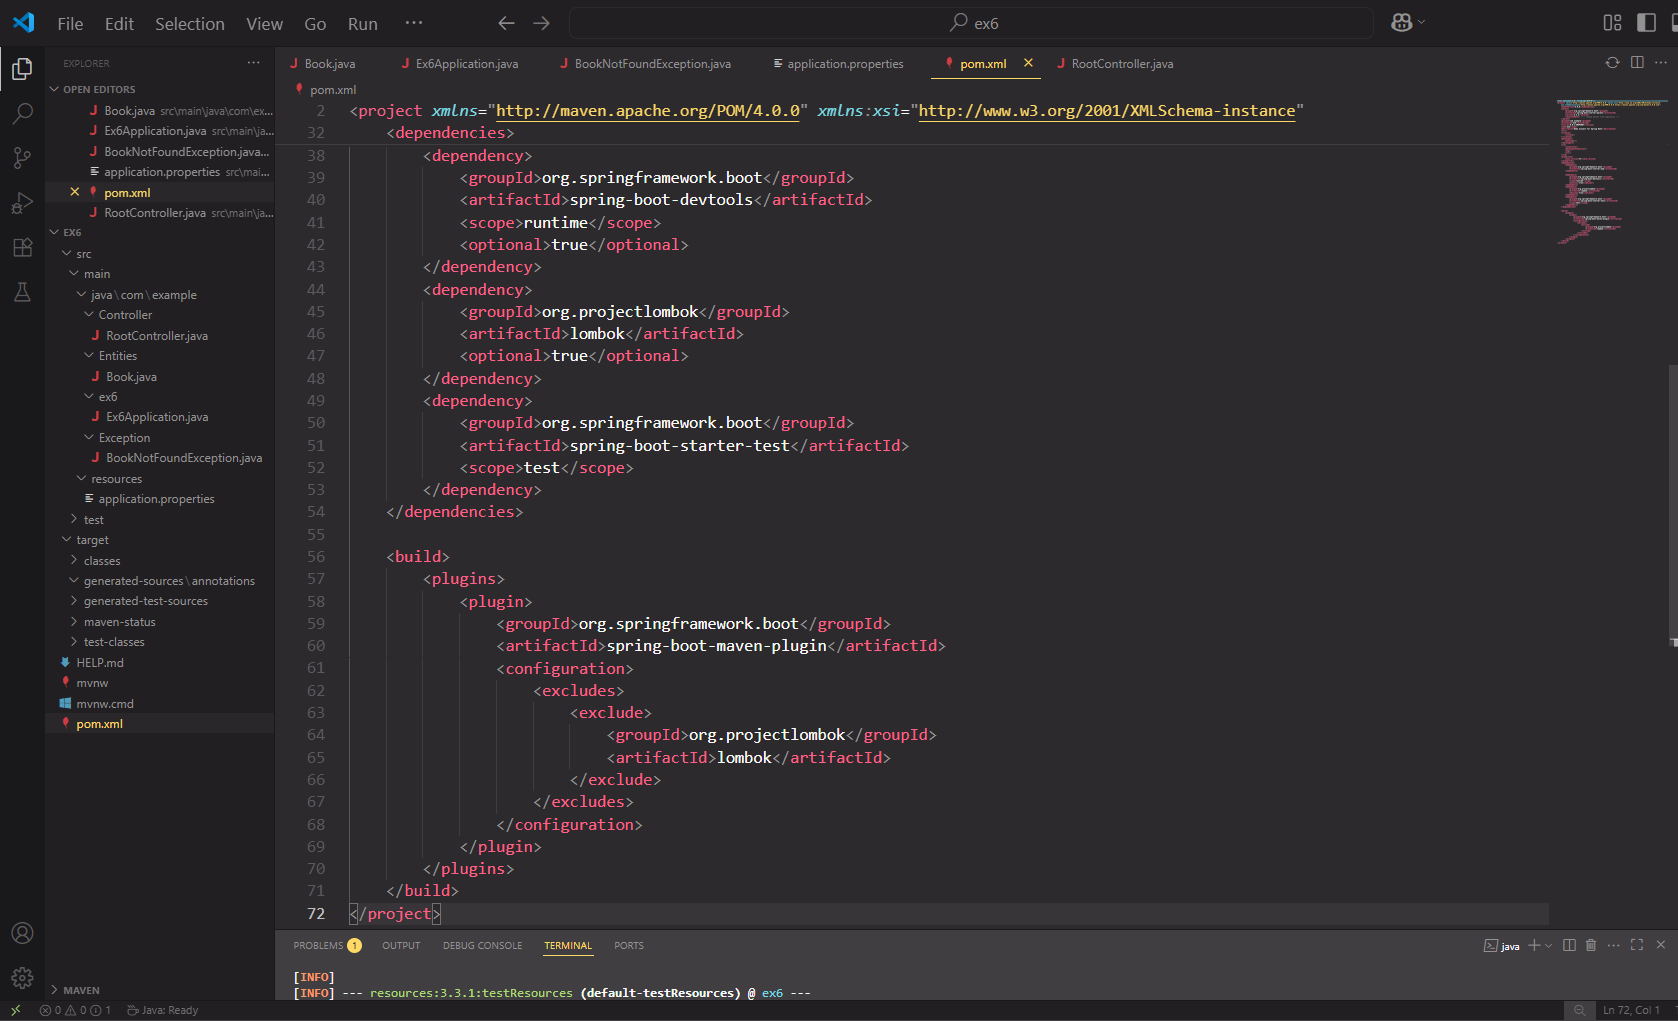 File Edit Selection View Go Run ···
ex6
EXPLORER
OPEN EDITORS
Book.java src\main\java\com\ex...
Ex6Application.java src\main\ja...
BookNotFoundException.java...
application.properties src\mai...
pom.xml
RootController.java src\main\ja...
EX6
src
main
java\com\example
Controller
RootController.java
Entities
Book.java
ex6
Ex6Application.java
Exception
BookNotFoundException.java
resources
application.properties
test
target
classes
generated-sources\annotations
generated-test-sources
maven-status
test-classes
HELP.md
mvnw
mvnw.cmd
pom.xml
MAVEN
Book.java Ex6Application.java BookNotFoundException.java application.properties pom.xml RootController.java
pom.xml
2 <project xmlns="http://maven.apache.org/POM/4.0.0" xmlns:xsi="http://www.w3.org/2001/XMLSchema-instance"
32 <dependencies>
38 <dependency>
39 <groupId>org.springframework.boot</groupId>
40 <artifactId>spring-boot-devtools</artifactId>
41 <scope>runtime</scope>
42 <optional>true</optional>
43 </dependency>
44 <dependency>
45 <groupId>org.projectlombok</groupId>
46 <artifactId>lombok</artifactId>
47 <optional>true</optional>
48 </dependency>
49 <dependency>
50 <groupId>org.springframework.boot</groupId>
51 <artifactId>spring-boot-starter-test</artifactId>
52 <scope>test</scope>
53 </dependency>
54 </dependencies>
55
56 <build>
57 <plugins>
58 <plugin>
59 <groupId>org.springframework.boot</groupId>
60 <artifactId>spring-boot-maven-plugin</artifactId>
61 <configuration>
62 <excludes>
63 <exclude>
64 <groupId>org.projectlombok</groupId>
65 <artifactId>lombok</artifactId>
66 </exclude>
67 </excludes>
68 </configuration>
69 </plugin>
70 </plugins>
71 </build>
72 </project>
PROBLEMS 1 OUTPUT DEBUG CONSOLE TERMINAL PORTS
java
[INFO]
[INFO] --- resources:3.3.1:testResources (default-testResources) @ ex6 ---
0 0 1 Java: Ready
Ln 72, Col 1